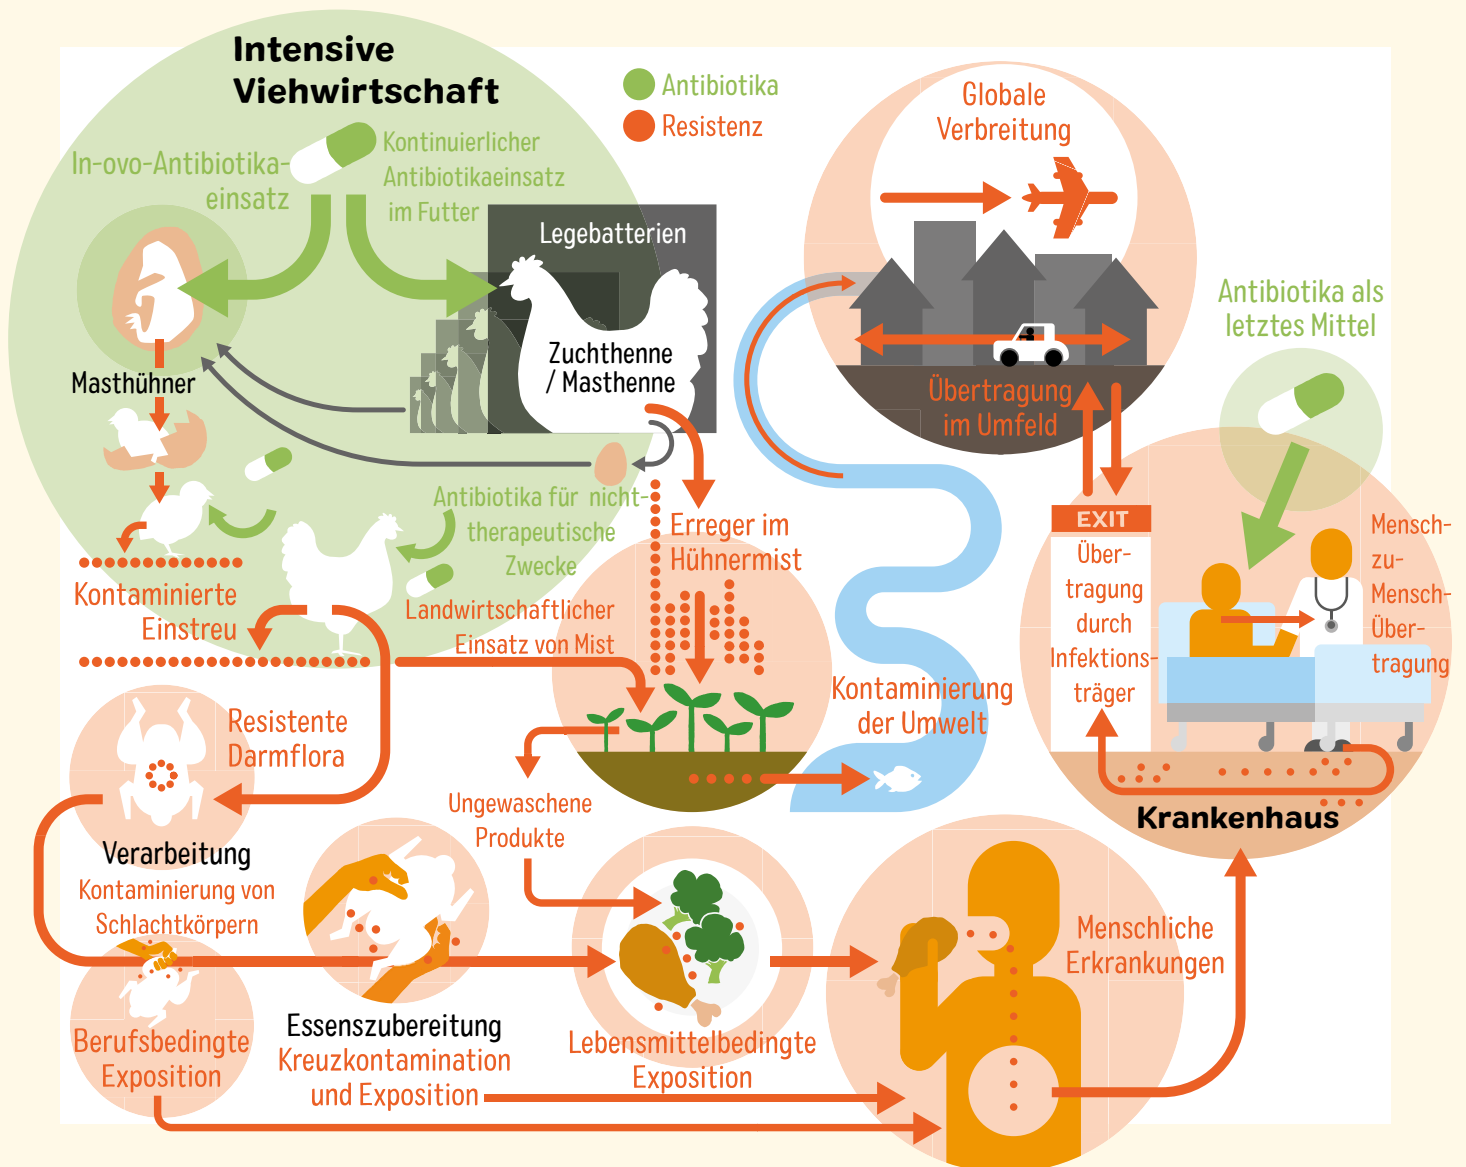 Intensive
Viehwirtschaft
Antibiotika
Resistenz
In-ovo-Antibiotika-
einsatz
Kontinuierlicher
Antibiotikaeinsatz
im Futter
Legebatterien
Zuchthenne
/ Masthenne
Masthühner
Antibiotika für nicht-
therapeutische
Zwecke
Kontaminierte
Einstreu
Landwirtschaftlicher
Einsatz von Mist
Erreger im
Hühnermist
Globale
Verbreitung
Übertragung
im Umfeld
Antibiotika als
letztes Mittel
EXIT
Über-
tragung
durch
Infektions-
träger
Mensch-
zu-
Mensch-
Über-
tragung
Krankenhaus
Kontaminierung
der Umwelt
Resistente
Darmflora
Ungewaschene
Produkte
Verarbeitung
Kontaminierung von
Schlachtkörpern
Berufsbedingte
Exposition
Essenszubereitung
Kreuzkontamination
und Exposition
Lebensmittelbedingte
Exposition
Menschliche
Erkrankungen